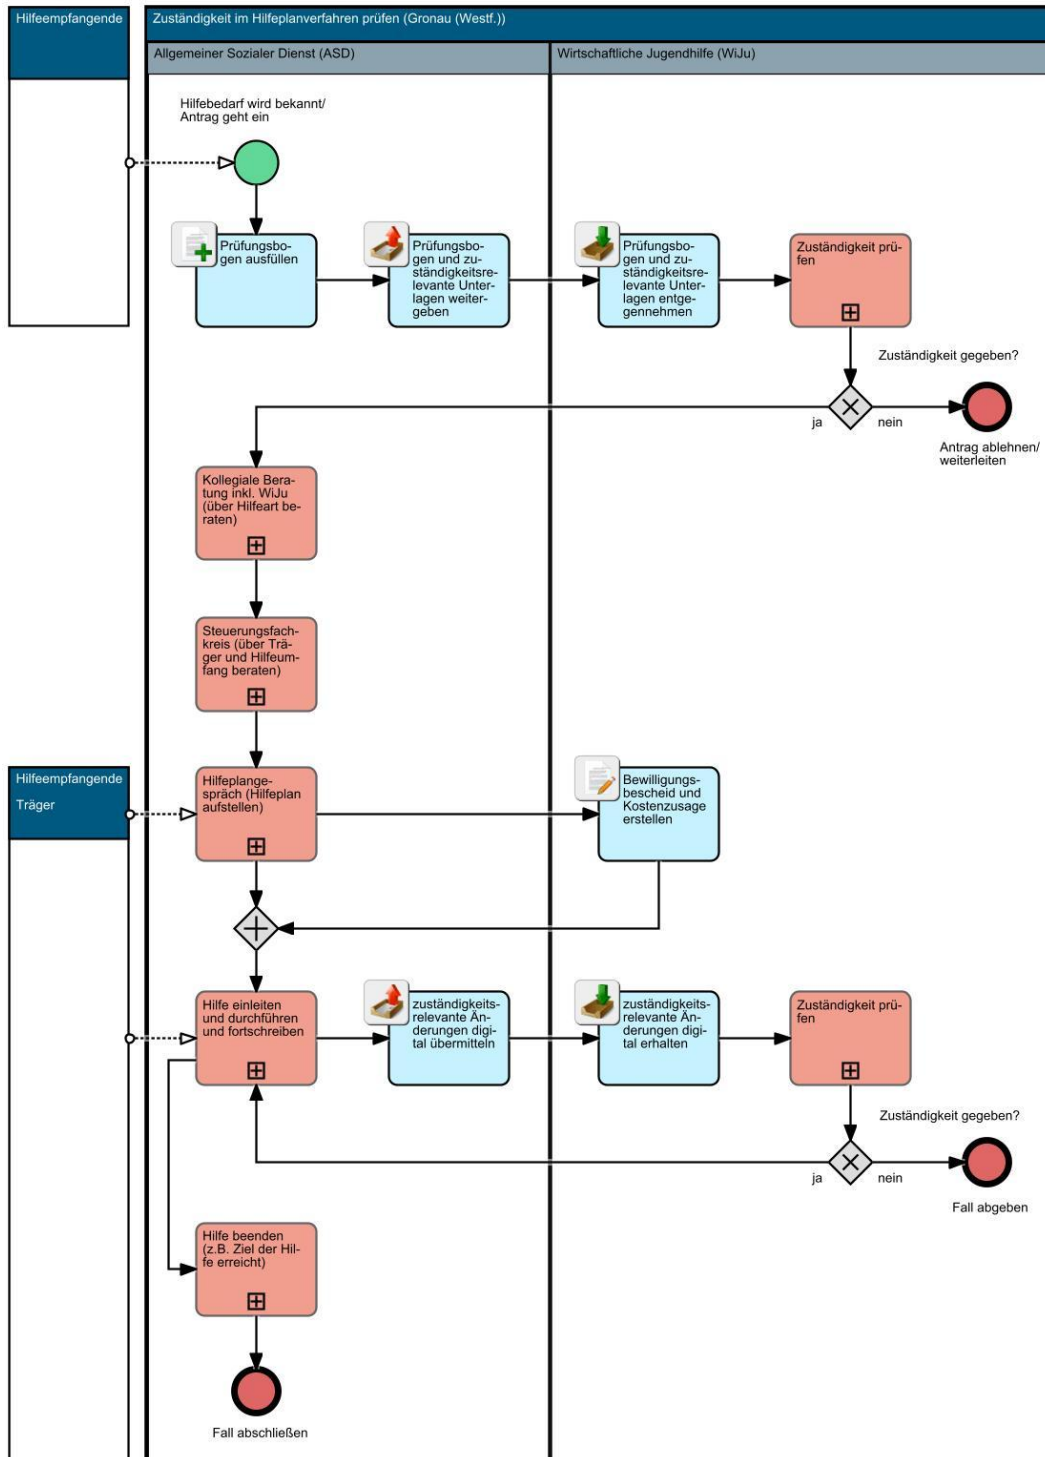 Hilfeempfangende
Zuständigkeit im Hilfeplanverfahren prüfen (Gronau (Westf.))
Allgemeiner Sozialer Dienst (ASD)
Wirtschaftliche Jugendhilfe (WiJu)
Hilfebedarf wird bekannt/
Antrag geht ein
Prüfungsbo-
gen ausfüllen
Prüfungsbo-
gen und zu-
ständigkeitsre-
levante Unter-
lagen weiter-
geben
Prüfungsbo-
gen und zu-
ständigkeitsre-
levante Unter-
lagen entge-
gennehmen
Zuständigkeit prü-
fen
Zuständigkeit gegeben?
ja
nein
Antrag ablehnen/
weiterleiten
Kollegiale Bera-
tung inkl. WiJu
(über Hilfeart be-
raten)
Steuerungsfach-
kreis (über Trä-
ger und Hilfeum-
fang beraten)
Hilfeempfangende
Träger
Hilfeplange-
spräch (Hilfeplan
aufstellen)
Bewilligungs-
bescheid und
Kostenzusage
erstellen
Hilfe einleiten
und durchführen
und fortschreiben
zuständigkeits-
relevante Än-
derungen digi-
tal übermitteln
zuständigkeits-
relevante Än-
derungen digi-
tal erhalten
Zuständigkeit prü-
fen
Zuständigkeit gegeben?
ja
nein
Fall abgeben
Hilfe beenden
(z.B. Ziel der Hil-
fe erreicht)
Fall abschließen